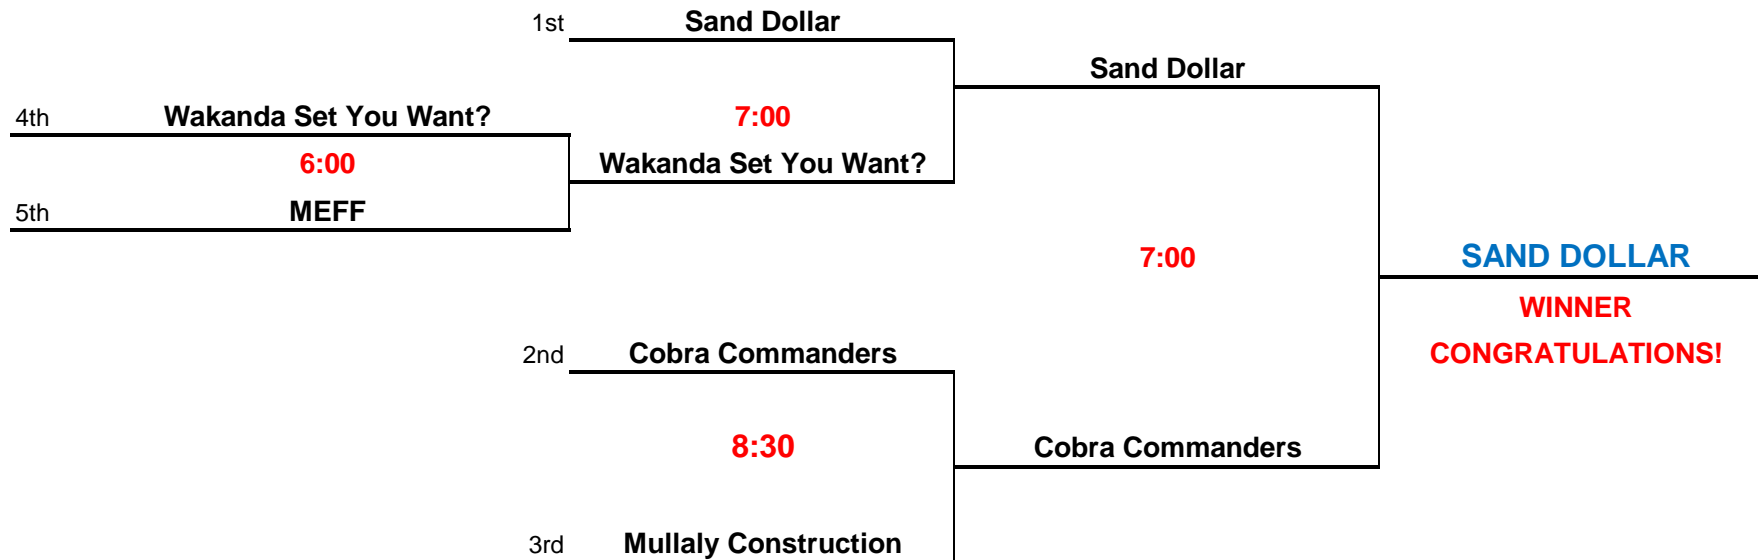 1st Sand Dollar
Sand Dollar
4th Wakanda Set You Want? 7:00
6:00 Wakanda Set You Want?
5th MEFF
7:00 SAND DOLLAR
WINNER
2nd Cobra Commanders CONGRATULATIONS!
8:30 Cobra Commanders
3rd Mullaly Construction